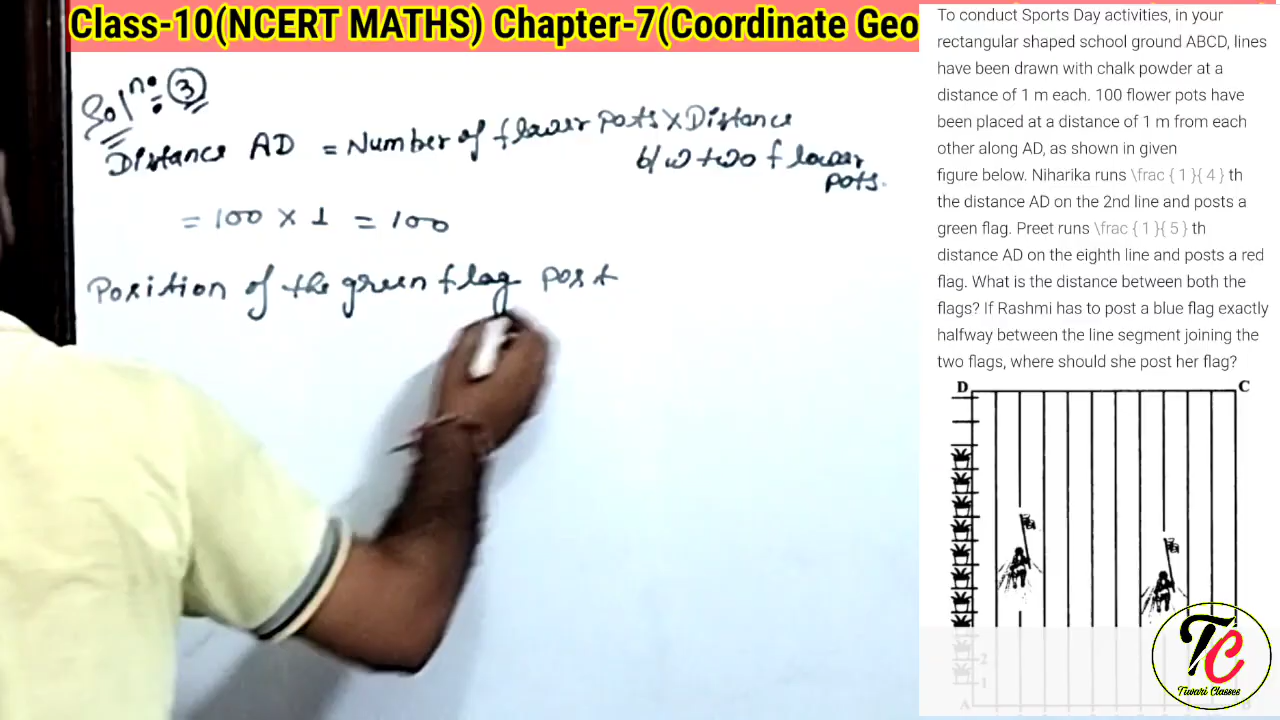 Class-10(NCERT MATHS) Chapter-7(Coordinate Geo
Soln:- 3
Distance AD = Number of flower pots × Distance
b/w two flower
pots.
= 100 × 1 = 100
Position of the green flag post
To conduct Sports Day activities, in your
rectangular shaped school ground ABCD, lines
have been drawn with chalk powder at a
distance of 1 m each. 100 flower pots have
been placed at a distance of 1 m from each
other along AD, as shown in given
figure below. Niharika runs \frac { 1 }{ 4 } th
the distance AD on the 2nd line and posts a
green flag. Preet runs \frac { 1 }{ 5 } th
distance AD on the eighth line and posts a red
flag. What is the distance between both the
flags? If Rashmi has to post a blue flag exactly
halfway between the line segment joining the
two flags, where should she post her flag?
D C
2
1
A B
TC
Tiwari Classes